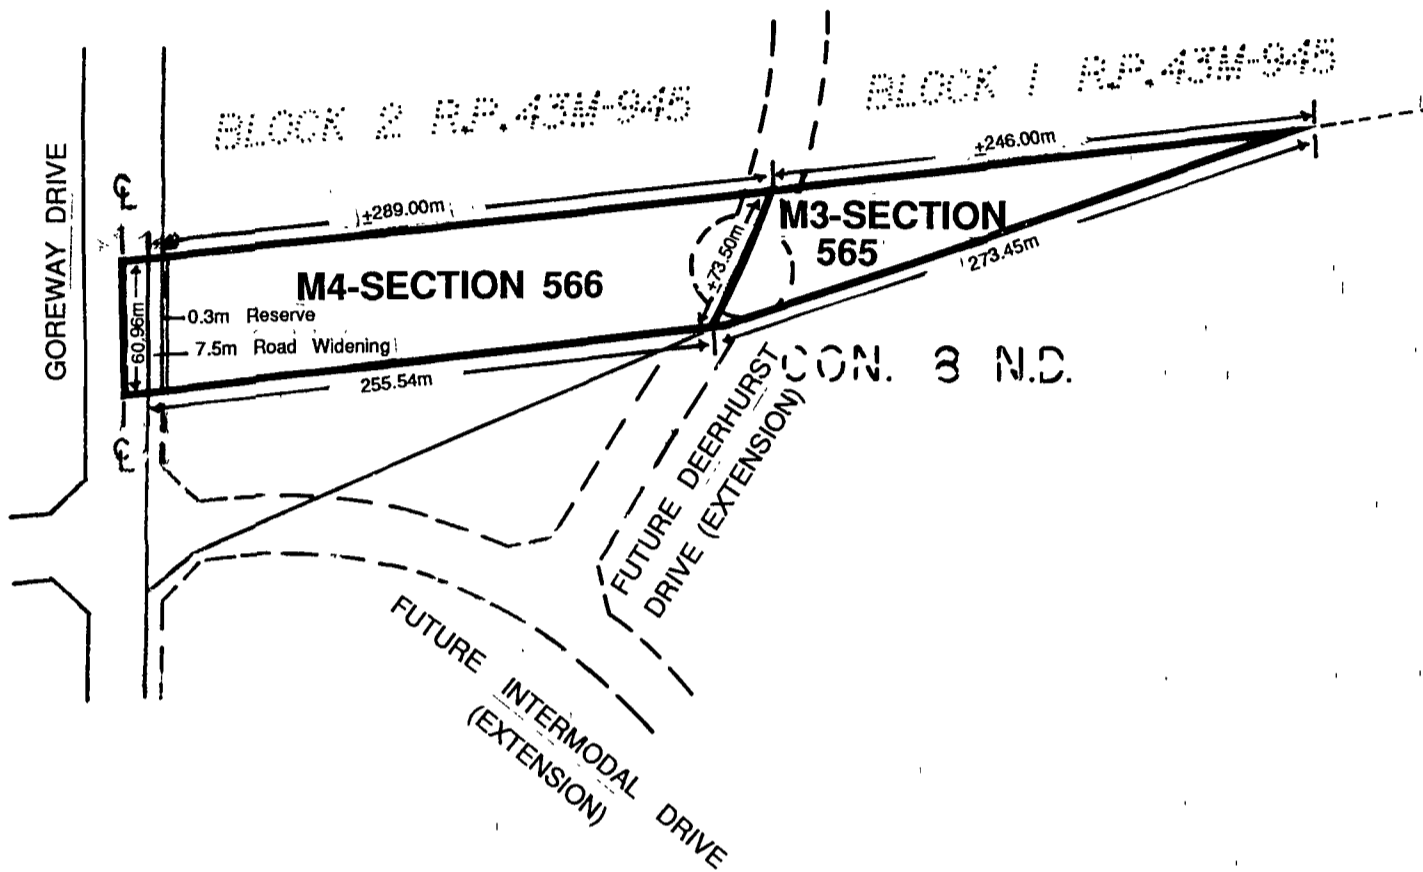 BLOCK 2 R.P. 43M-945
BLOCK 1 R.P. 43M-945
GOREWAY DRIVE
±289.00m
±246.00m
M3-SECTION
565
±73.50m
273.45m
M4-SECTION 566
60.96m
0.3m Reserve
7.5m Road Widening
255.54m
CON. 8 N.D.
FUTURE DEERHURST
DRIVE (EXTENSION)
FUTURE INTERMODAL DRIVE
(EXTENSION)